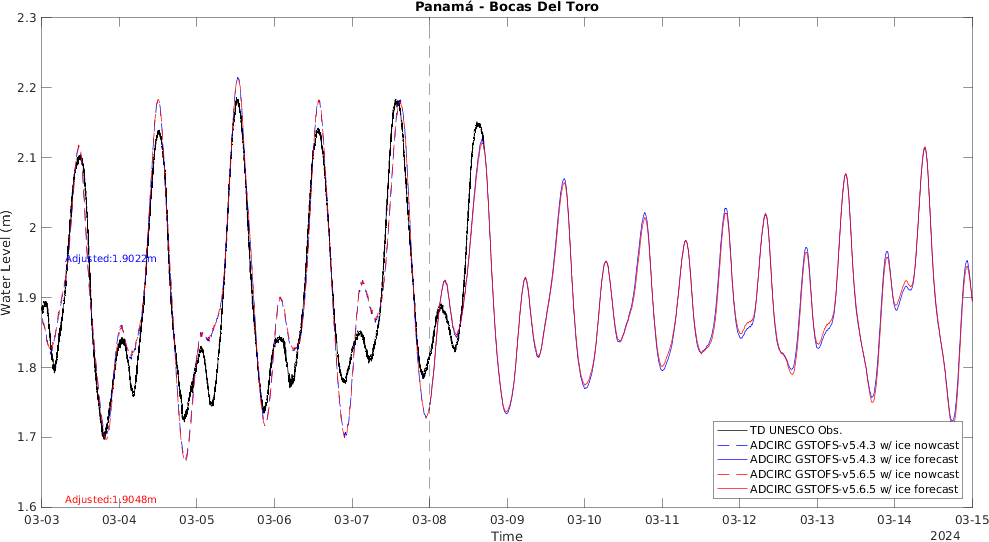 Panamá - Bocas Del Toro
Water Level (m)
2.3
2.2
2.1
2
1.9
1.8
1.7
1.6
Adjusted:1.9022m
Adjusted:1.9048m
TD UNESCO Obs.
ADCIRC GSTOFS-v5.4.3 w/ ice nowcast
ADCIRC GSTOFS-v5.4.3 w/ ice forecast
ADCIRC GSTOFS-v5.6.5 w/ ice nowcast
ADCIRC GSTOFS-v5.6.5 w/ ice forecast
03-03 03-04 03-05 03-06 03-07 03-08 03-09 03-10 03-11 03-12 03-13 03-14 03-15
Time
2024